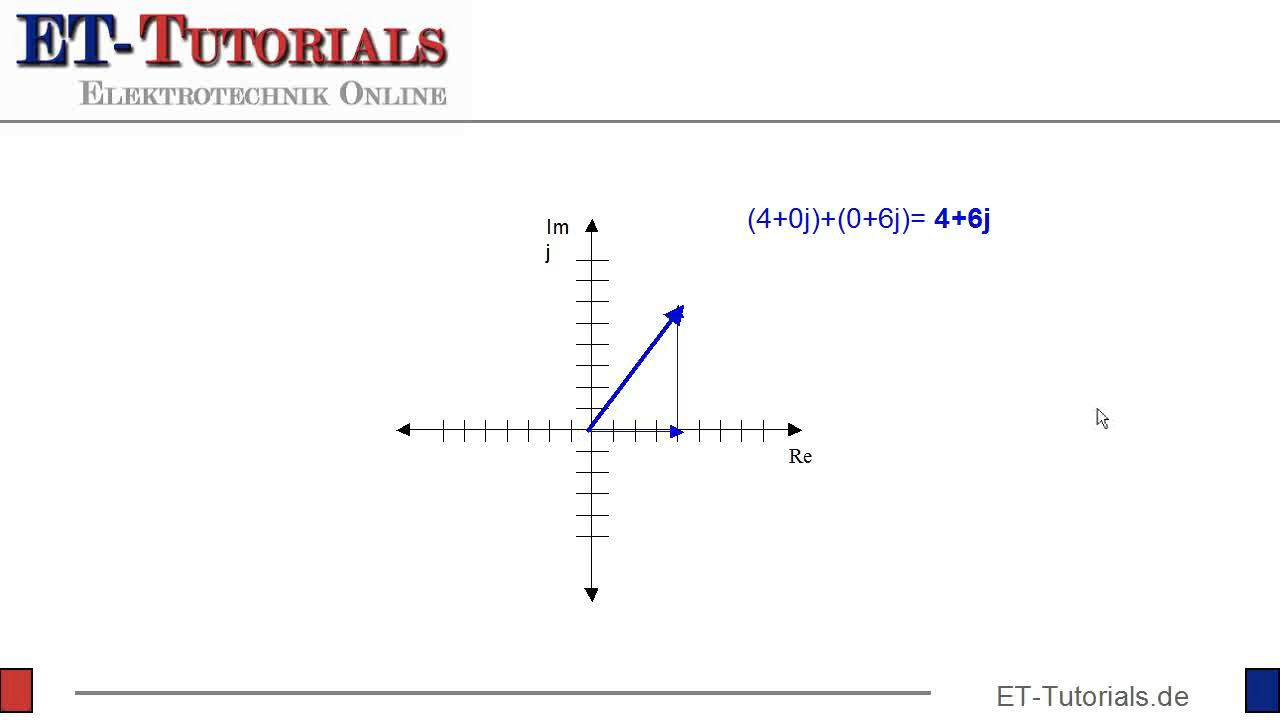 ET-TUTORIALS
ELEKTROTECHNIK ONLINE
(4+0j)+(0+6j)= 4+6j
Im
j
Re
ET-Tutorials.de